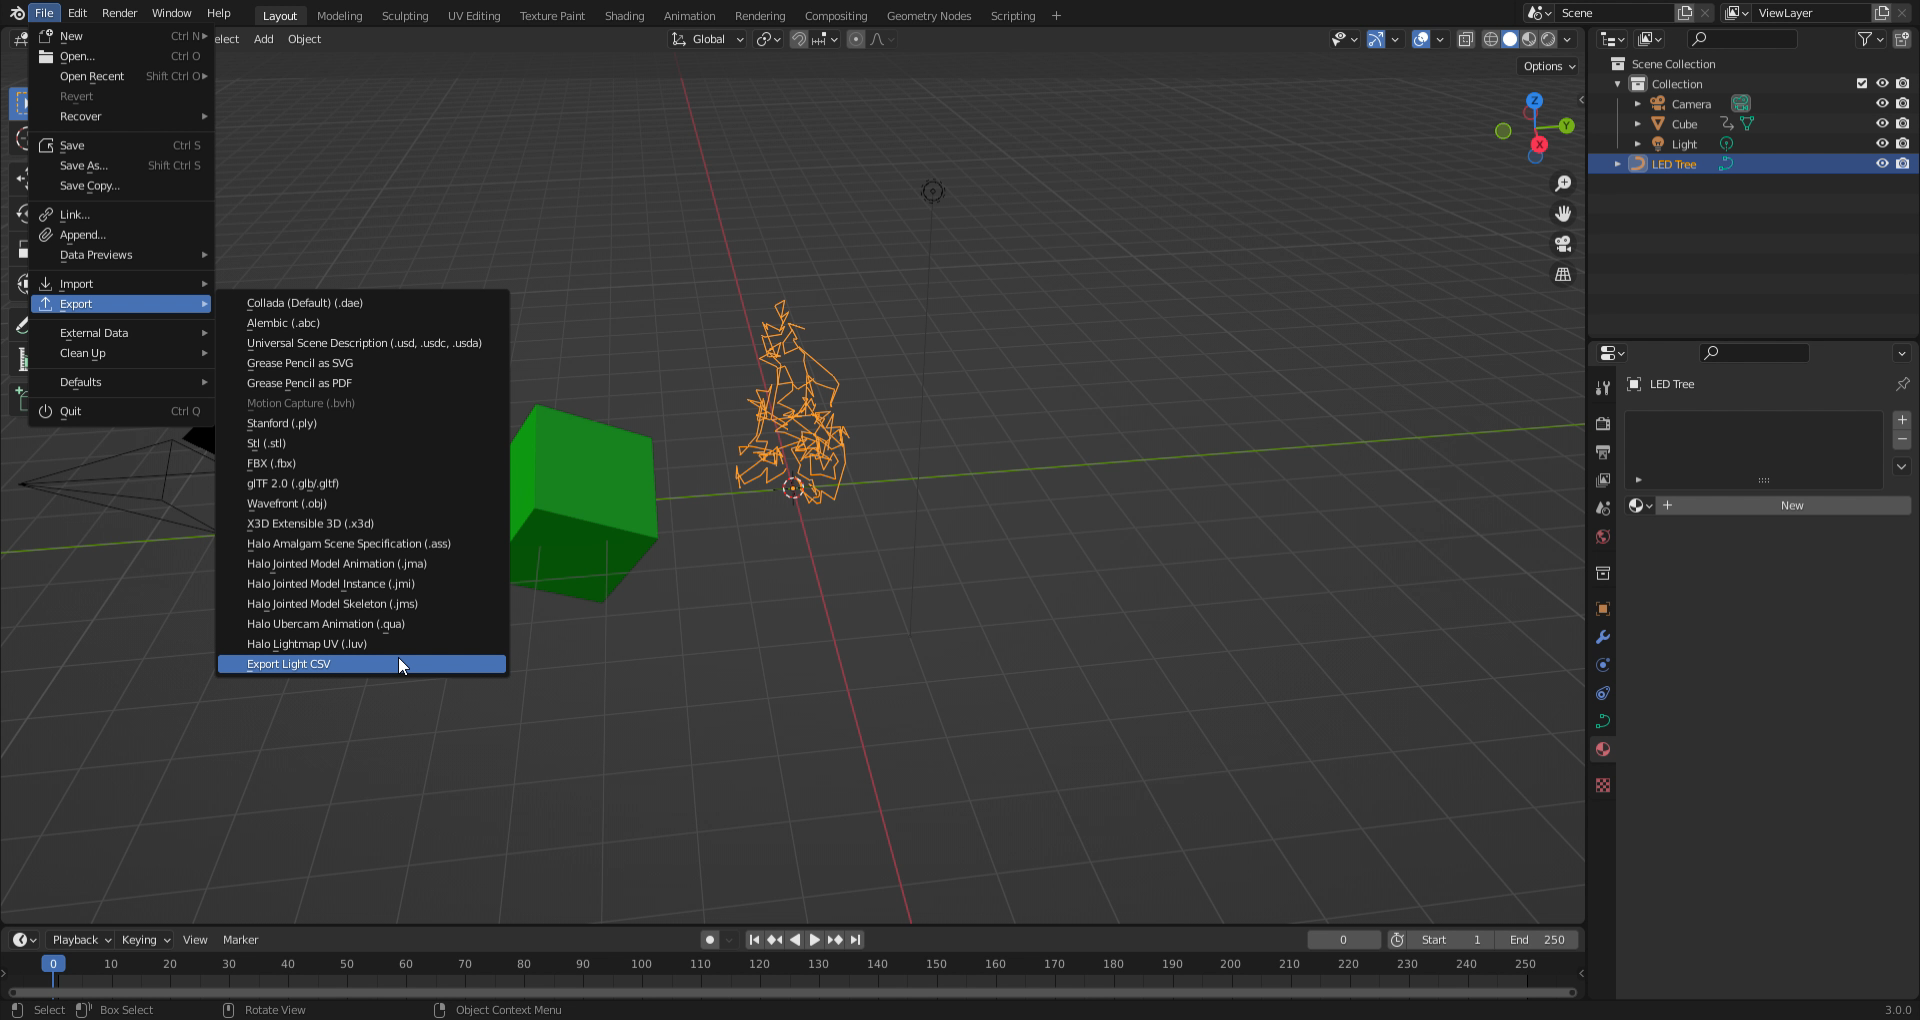 File Edit Render Window Help Layout Modeling Sculpting UV Editing Texture Paint Shading Animation Rendering Compositing Geometry Nodes Scripting + Scene ViewLayer
elect Add Object Global
Options
New Ctrl N
Open... Ctrl O
Open Recent Shift Ctrl O
Revert
Recover
Save Ctrl S
Save As... Shift Ctrl S
Save Copy...
Link...
Append...
Data Previews
Import
Export
External Data
Clean Up
Defaults
Quit Ctrl Q
Collada (Default) (.dae)
Alembic (.abc)
Universal Scene Description (.usd, .usdc, .usda)
Grease Pencil as SVG
Grease Pencil as PDF
Motion Capture (.bvh)
Stanford (.ply)
Stl (.stl)
FBX (.fbx)
glTF 2.0 (.glb/.gltf)
Wavefront (.obj)
X3D Extensible 3D (.x3d)
Halo Amalgam Scene Specification (.ass)
Halo Jointed Model Animation (.jma)
Halo Jointed Model Instance (.jmi)
Halo Jointed Model Skeleton (.jms)
Halo Ubercam Animation (.qua)
Halo Lightmap UV (.luv)
Export Light CSV
Z
Y
X
Scene Collection
Collection
Camera
Cube
Light
LED Tree
LED Tree
New
Playback Keying View Marker 0 Start 1 End 250
0 10 20 30 40 50 60 70 80 90 100 110 120 130 140 150 160 170 180 190 200 210 220 230 240 250
Select Box Select Rotate View Object Context Menu 3.0.0